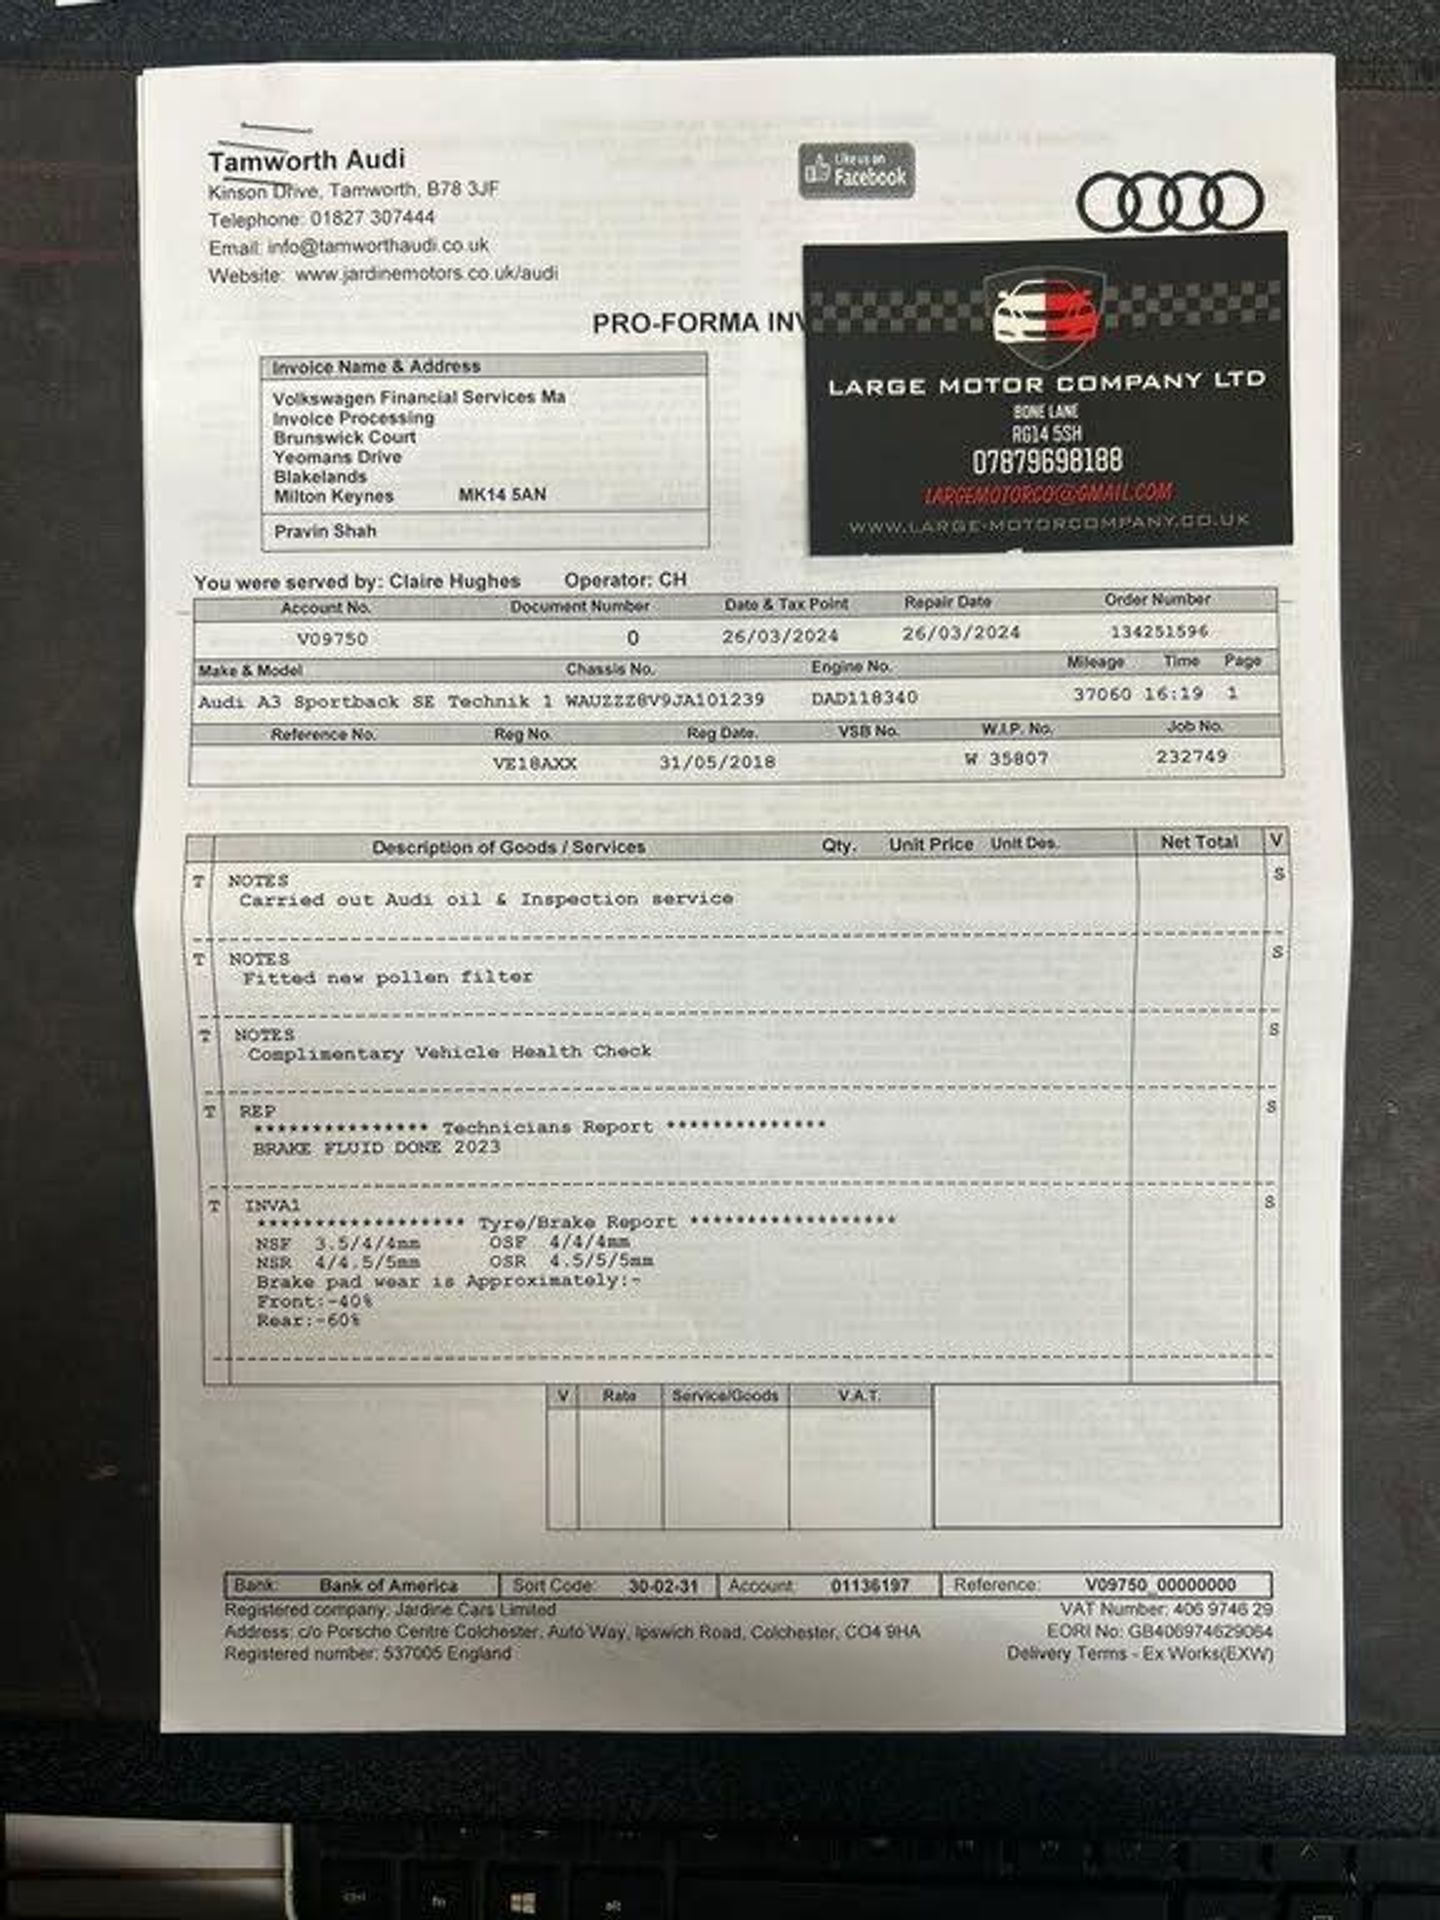 Tamworth Audi
Kinson Drive, Tamworth, B78 3JF
Telephone: 01827 307444
Email: info@tamworthaudi.co.uk
Website: www.jardinemotors.co.uk/audi
Like us on
Facebook
PRO-FORMA INV
LARGE MOTOR COMPANY LTD
BONE LANE
RG14 5SH
07879698188
LARGEMOTORCO@GMAIL.COM
WWW.LARGE-MOTORCOMPANY.CO.UK
Invoice Name & Address
Volkswagen Financial Services Ma
Invoice Processing
Brunswick Court
Yeomans Drive
Blakelands
Milton Keynes MK14 5AN
Pravin Shah
You were served by: Claire Hughes Operator: CH
Account No. Document Number Date & Tax Point Repair Date Order Number
V09750 0 26/03/2024 26/03/2024 134251596
Make & Model Chassis No. Engine No. Mileage Time Page
Audi A3 Sportback SE Technik 1 WAUZZZ8V9JA101239 DAD118340 37060 16:19 1
Reference No. Reg No. Reg Date. VSB No. W.I.P. No. Job No.
VE18AXX 31/05/2018 W 35807 232749
Description of Goods / Services Qty. Unit Price Unit Des. Net Total V
T NOTES S
Carried out Audi oil & Inspection service
T NOTES S
Fitted new pollen filter
T NOTES S
Complimentary Vehicle Health Check
T REP S
*************** Technicians Report **************
BRAKE FLUID DONE 2023
T INVA1 S
****************** Tyre/Brake Report ******************
NSF 3.5/4/4mm OSF 4/4/4mm
NSR 4/4.5/5mm OSR 4.5/5/5mm
Brake pad wear is Approximately:-
Front:-40%
Rear:-60%
V Rate Service/Goods V.A.T.
Bank: Bank of America Sort Code: 30-02-31 Account: 01136197 Reference: V09750_00000000
Registered company: Jardine Cars Limited VAT Number: 406 9746 29
Address: c/o Porsche Centre Colchester, Auto Way, Ipswich Road, Colchester, CO4 9HA EORI No: GB406974629064
Registered number: 537005 England Delivery Terms - Ex Works(EXW)
ctrl fn alt